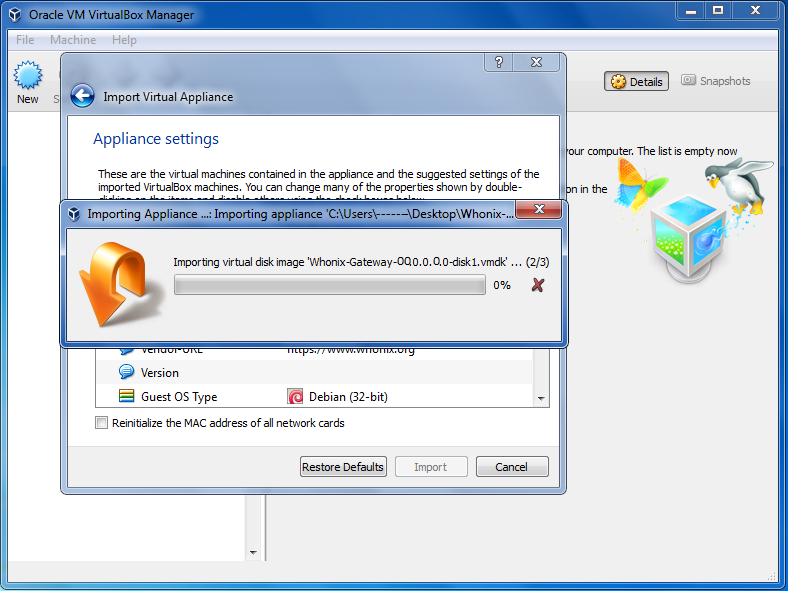 Oracle VM VirtualBox Manager
File Machine Help
New
Details
Snapshots
Import Virtual Appliance
Appliance settings
your computer. The list is empty now
These are the virtual machines contained in the appliance and the suggested settings of the
imported VirtualBox machines. You can change many of the properties shown by double-
on in the
Importing Appliance ...: Importing appliance 'C:\Users\------\Desktop\Whonix-...
Importing virtual disk image 'Whonix-Gateway-00.0.0.0.0-disk1.vmdk' ... (2/3)
0%
Vendor-URL https://www.whonix.org
Version
Guest OS Type Debian (32-bit)
Reinitialize the MAC address of all network cards
Restore Defaults
Import
Cancel